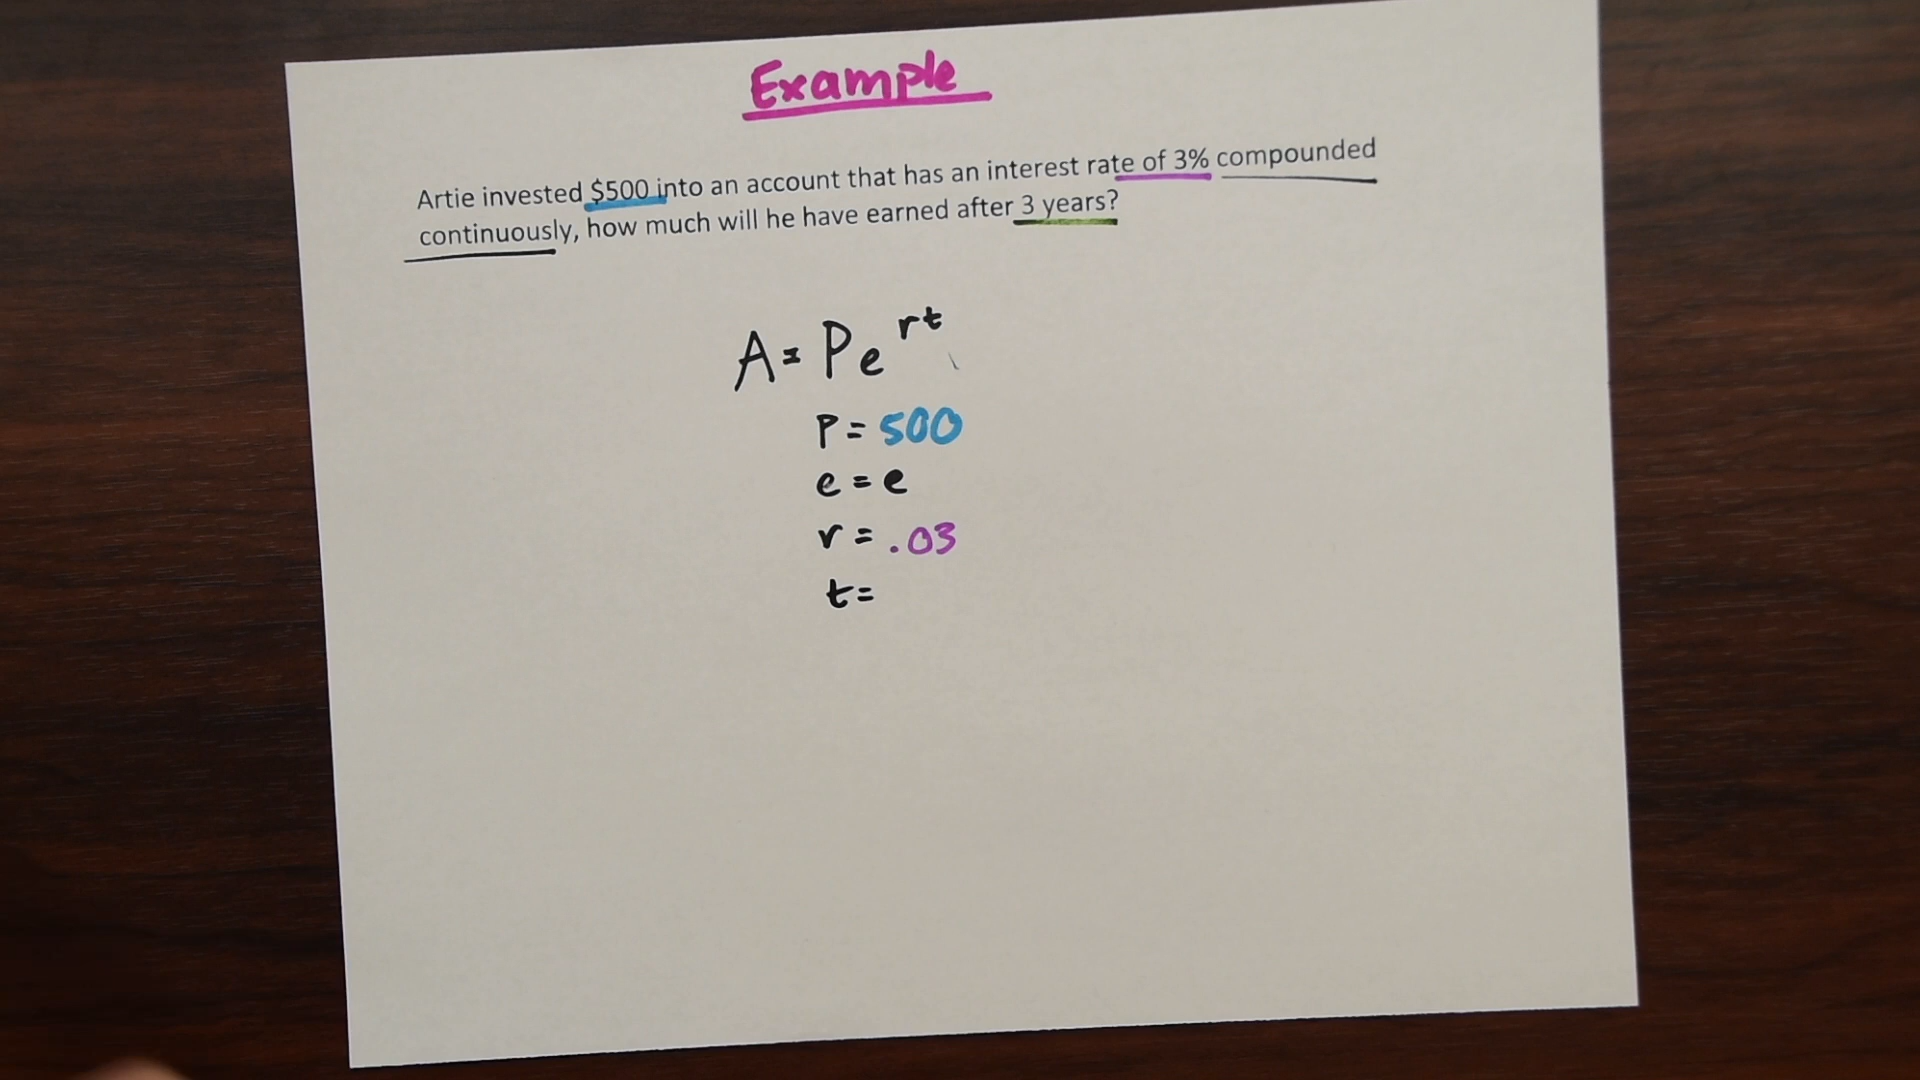 Example
Artie invested $500 into an account that has an interest rate of 3% compounded
continuously, how much will he have earned after 3 years?
A = Pe^rt
P = 500
e = e
r = .03
t =